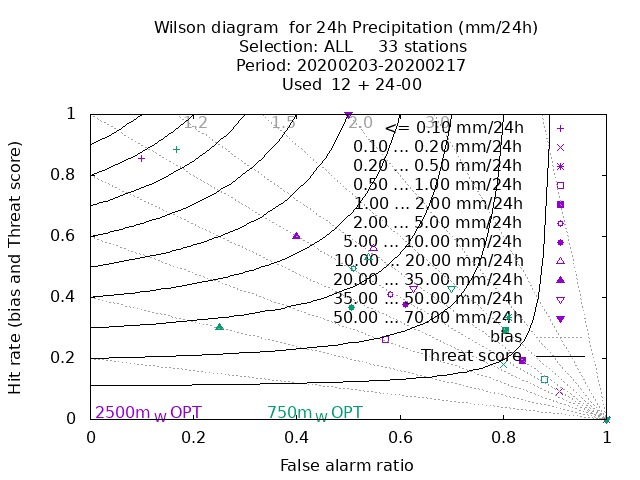 Wilson diagram  for 24h Precipitation (mm/24h)
Selection: ALL     33 stations
Period: 20200203-20200217
Used  12 + 24-00
1.2 1.5 2.0 3.0
<= 0.10 mm/24h
0.10 ... 0.20 mm/24h
0.20 ... 0.50 mm/24h
0.50 ... 1.00 mm/24h
1.00 ... 2.00 mm/24h
2.00 ... 5.00 mm/24h
5.00 ... 10.00 mm/24h
10.00 ... 20.00 mm/24h
20.00 ... 35.00 mm/24h
35.00 ... 50.00 mm/24h
50.00 ... 70.00 mm/24h
bias
Threat score
Hit rate (bias and Threat score)
1
0.8
0.6
0.4
0.2
0
2500m W OPT 750m W OPT
0 0.2 0.4 0.6 0.8 1
False alarm ratio